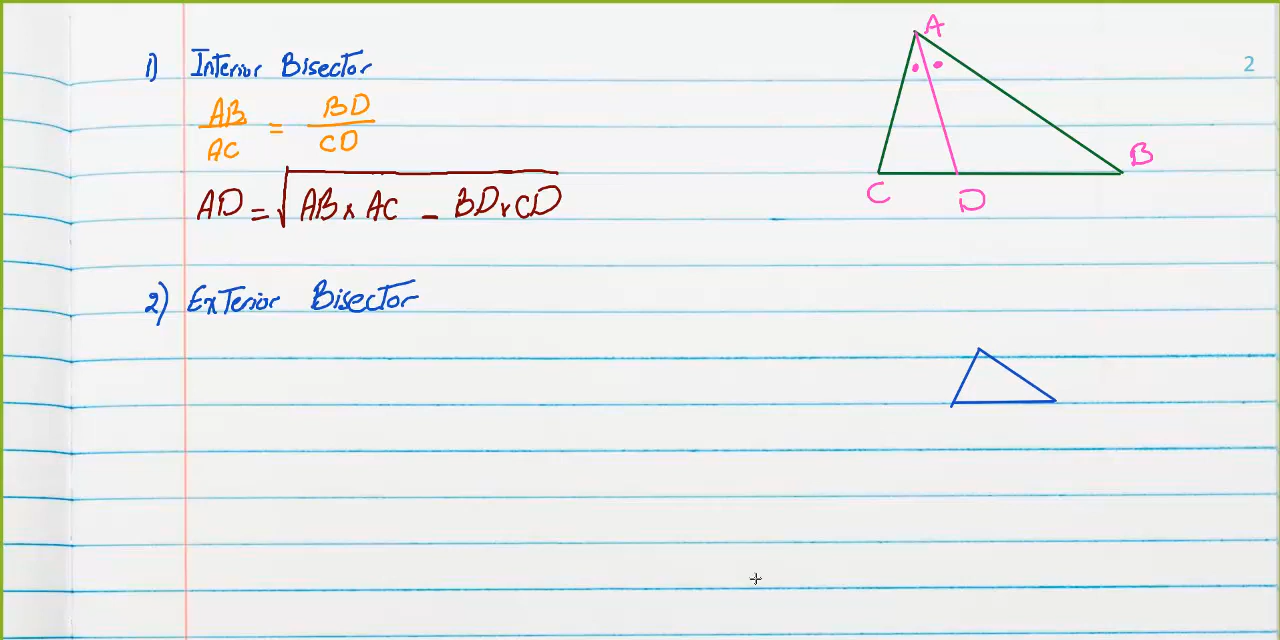 1) Interior Bisector
AB/AC = BD/CD
AD = √(AB × AC - BD × CD)
2) Exterior Bisector
A
2
B
C
D